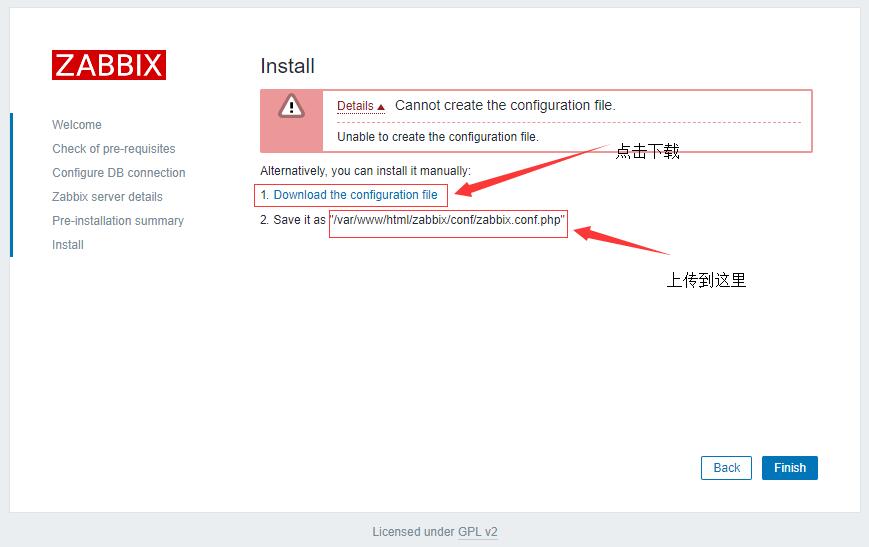 ZABBIX
Welcome
Check of pre-requisites
Configure DB connection
Zabbix server details
Pre-installation summary
Install
Install
Details Cannot create the configuration file.
Unable to create the configuration file.
点击下载
Alternatively, you can install it manually:
1. Download the configuration file
2. Save it as "/var/www/html/zabbix/conf/zabbix.conf.php"
上传到这里
Back
Finish
Licensed under GPL v2